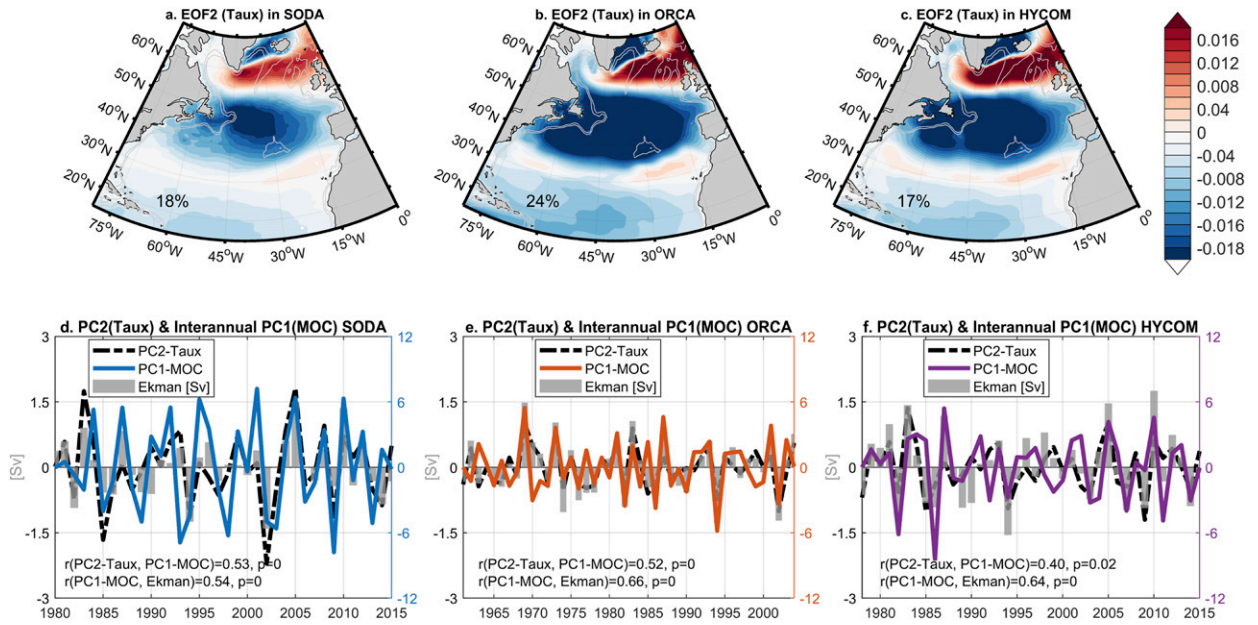 a. EOF2 (Taux) in SODA
b. EOF2 (Taux) in ORCA
c. EOF2 (Taux) in HYCOM
60°N
50°N
40°N
30°N
20°N
75°W
60°W
45°W
30°W
15°W
0°
18%
60°N
50°N
40°N
30°N
20°N
75°W
60°W
45°W
30°W
15°W
0°
24%
60°N
50°N
40°N
30°N
20°N
75°W
60°W
45°W
30°W
15°W
0°
17%
0.016
0.012
0.008
0.04
0
-0.04
-0.008
-0.012
-0.016
-0.018
d. PC2(Taux) & Interannual PC1(MOC) SODA
3
1.5
0
-1.5
-3
[Sv]
PC2-Taux
PC1-MOC
Ekman [Sv]
12
6
0
-6
-12
r(PC2-Taux, PC1-MOC)=0.53, p=0
r(PC1-MOC, Ekman)=0.54, p=0
1980 1985 1990 1995 2000 2005 2010 2015
e. PC2(Taux) & Interannual PC1(MOC) ORCA
3
1.5
0
-1.5
-3
[Sv]
PC2-Taux
PC1-MOC
Ekman [Sv]
12
6
0
-6
-12
r(PC2-Taux, PC1-MOC)=0.52, p=0
r(PC1-MOC, Ekman)=0.66, p=0
1965 1970 1975 1980 1985 1990 1995 2000
f. PC2(Taux) & Interannual PC1(MOC) HYCOM
3
1.5
0
-1.5
-3
[Sv]
PC2-Taux
PC1-MOC
Ekman [Sv]
12
6
0
-6
-12
r(PC2-Taux, PC1-MOC)=0.40, p=0.02
r(PC1-MOC, Ekman)=0.64, p=0
1980 1985 1990 1995 2000 2005 2010 2015